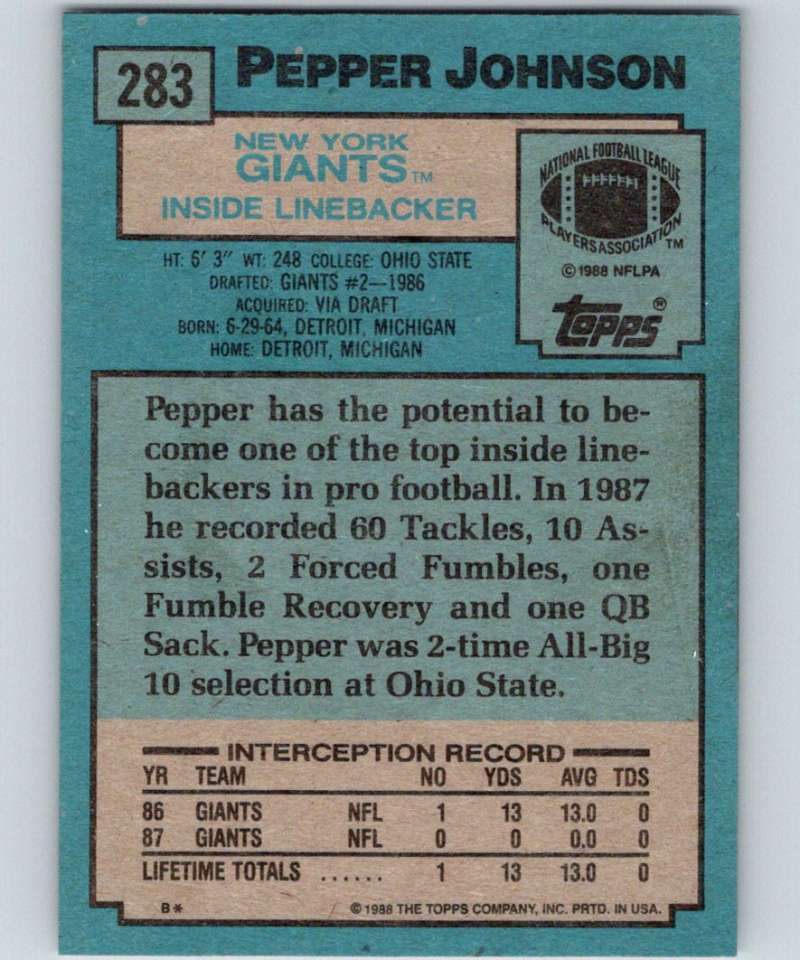 283
PEPPER JOHNSON
NEW YORK
GIANTS™
INSIDE LINEBACKER
NATIONAL FOOTBALL LEAGUE
PLAYERS ASSOCIATION™
©1988 NFLPA
topps®
HT: 6' 3" WT: 248 COLLEGE: OHIO STATE
DRAFTED: GIANTS #2—1986
ACQUIRED: VIA DRAFT
BORN: 6-29-64, DETROIT, MICHIGAN
HOME: DETROIT, MICHIGAN
Pepper has the potential to be-
come one of the top inside line-
backers in pro football. In 1987
he recorded 60 Tackles, 10 As-
sists, 2 Forced Fumbles, one
Fumble Recovery and one QB
Sack. Pepper was 2-time All-Big
10 selection at Ohio State.
INTERCEPTION RECORD
YR TEAM NO YDS AVG TDS
86 GIANTS NFL 1 13 13.0 0
87 GIANTS NFL 0 0 0.0 0
LIFETIME TOTALS ...... 1 13 13.0 0
B* ©1988 THE TOPPS COMPANY, INC. PRTD. IN USA.